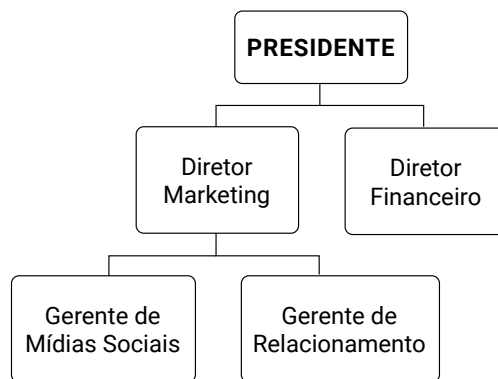 PRESIDENTE
Diretor
Marketing
Diretor
Financeiro
Gerente de
Mídias Sociais
Gerente de
Relacionamento